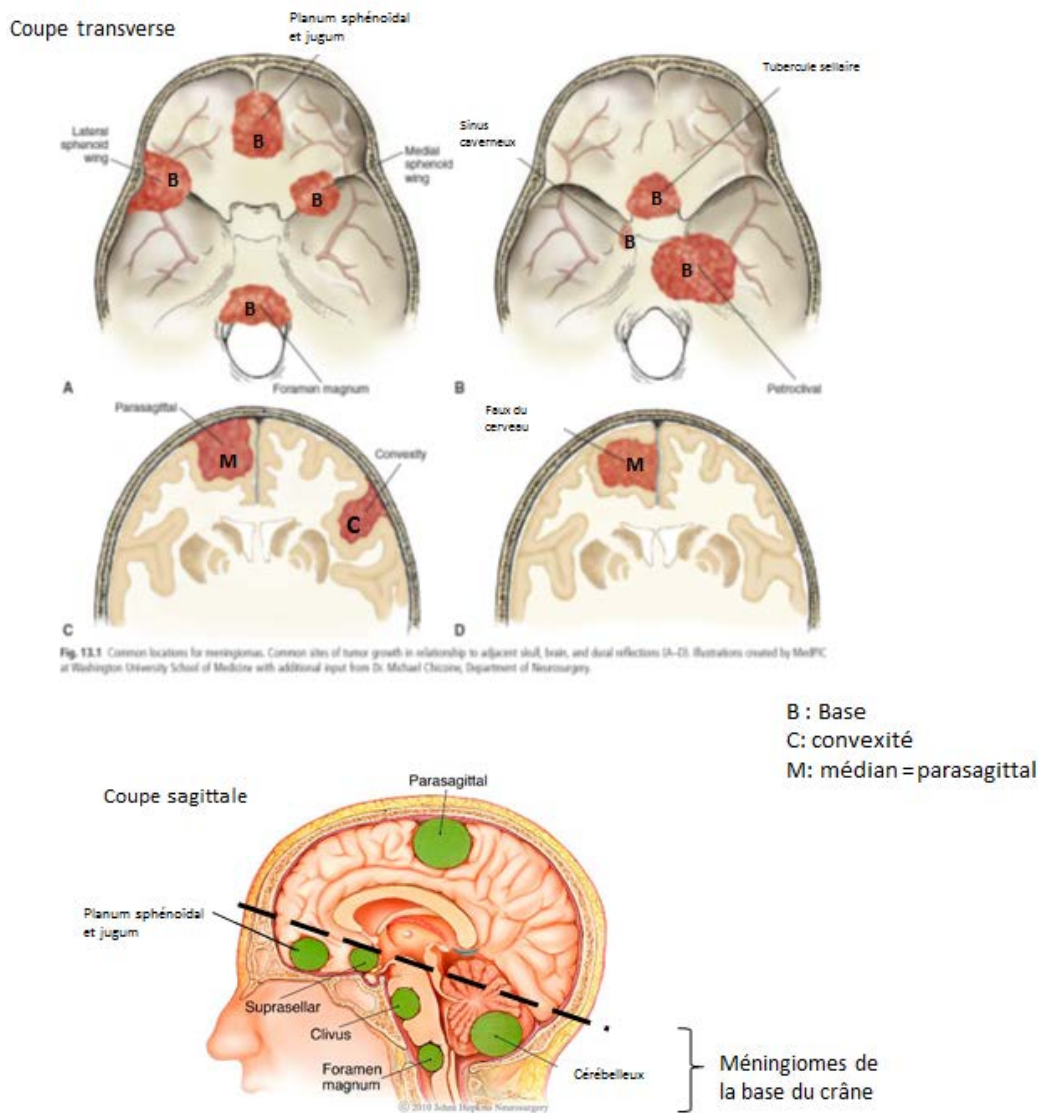 Coupe transverse
Planum sphénoïdal
et jugum
Lateral
sphenoid
wing
Medial
sphenoid
wing
B
B
B
B
Foramen magnum
A
Tubercule sellaire
Sinus
caverneux
B
B
B
Petroclival
B
Parasagittal
Convexity
M
C
C
Faux du
cerveau
M
D
Fig. 13.1 Common locations for meningiomas. Common sites of tumor growth in relationship to adjacent skull, brain, and dural reflections (A–D). Illustrations created by MedPIC
at Washington University School of Medicine with additional input from Dr. Michael Chicoine, Department of Neurosurgery.
B : Base
C: convexité
M: médian = parasagittal
Coupe sagittale
Parasagittal
Planum sphénoïdal
et jugum
Suprasellar
Clivus
Foramen
magnum
Cérébelleux
Méningiomes de
la base du crâne
© 2010 Johns Hopkins Neurosurgery